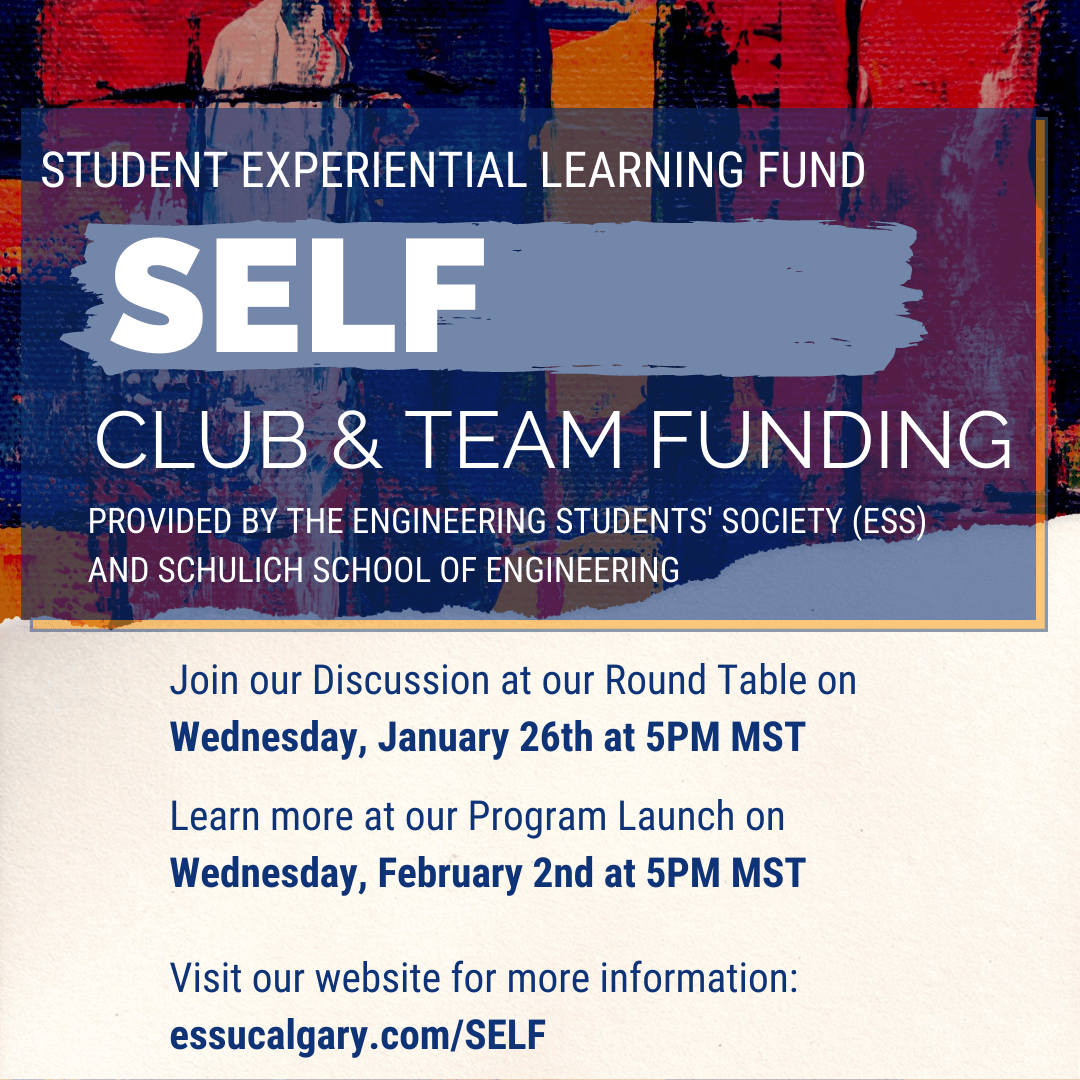 STUDENT EXPERIENTIAL LEARNING FUND
SELF
CLUB & TEAM FUNDING
PROVIDED BY THE ENGINEERING STUDENTS' SOCIETY (ESS)
AND SCHULICH SCHOOL OF ENGINEERING
Join our Discussion at our Round Table on
Wednesday, January 26th at 5PM MST
Learn more at our Program Launch on
Wednesday, February 2nd at 5PM MST
Visit our website for more information:
essucalgary.com/SELF